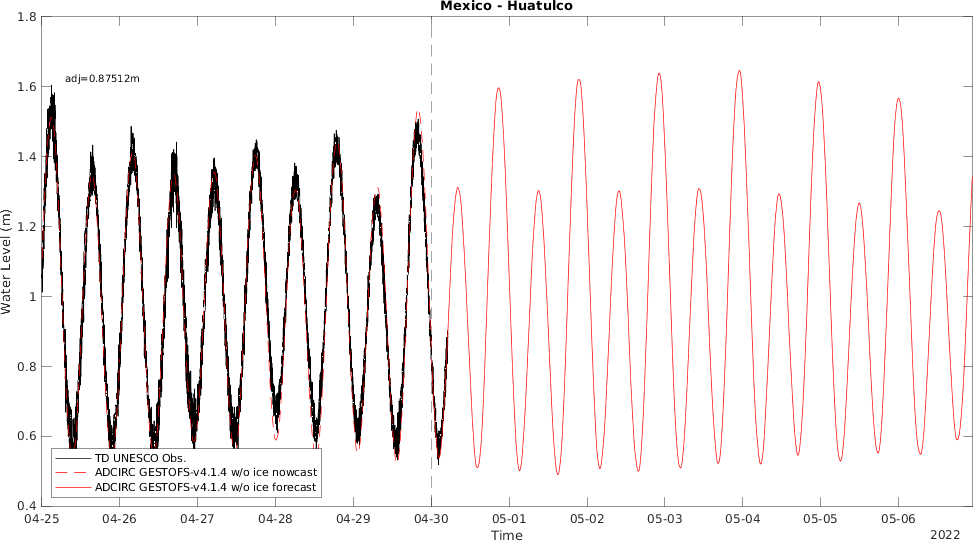 Mexico - Huatulco
1.8
1.6
1.4
1.2
1
0.8
0.6
0.4
Water Level (m)
adj=0.87512m
TD UNESCO Obs.
ADCIRC GESTOFS-v4.1.4 w/o ice nowcast
ADCIRC GESTOFS-v4.1.4 w/o ice forecast
04-25 04-26 04-27 04-28 04-29 04-30 05-01 05-02 05-03 05-04 05-05 05-06
Time
2022